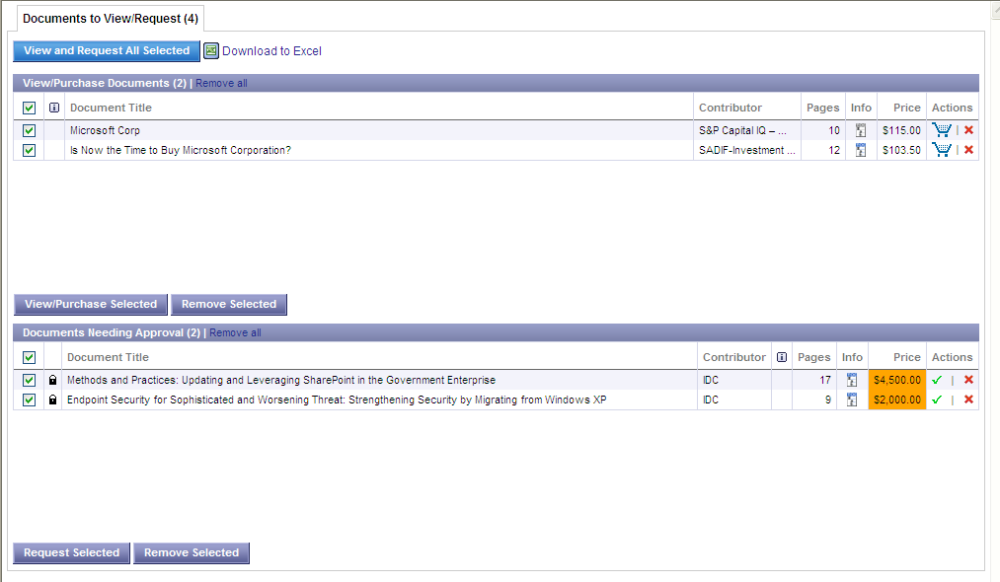 Documents to View/Request (4)
View and Request All Selected Download to Excel
View/Purchase Documents (2) | Remove all
Document Title Contributor Pages Info Price Actions
Microsoft Corp S&P Capital IQ – ... 10 $115.00
Is Now the Time to Buy Microsoft Corporation? SADIF-Investment ... 12 $103.50
View/Purchase Selected Remove Selected
Documents Needing Approval (2) | Remove all
Document Title Contributor Pages Info Price Actions
Methods and Practices: Updating and Leveraging SharePoint in the Government Enterprise IDC 17 $4,500.00
Endpoint Security for Sophisticated and Worsening Threat: Strengthening Security by Migrating from Windows XP IDC 9 $2,000.00
Request Selected Remove Selected